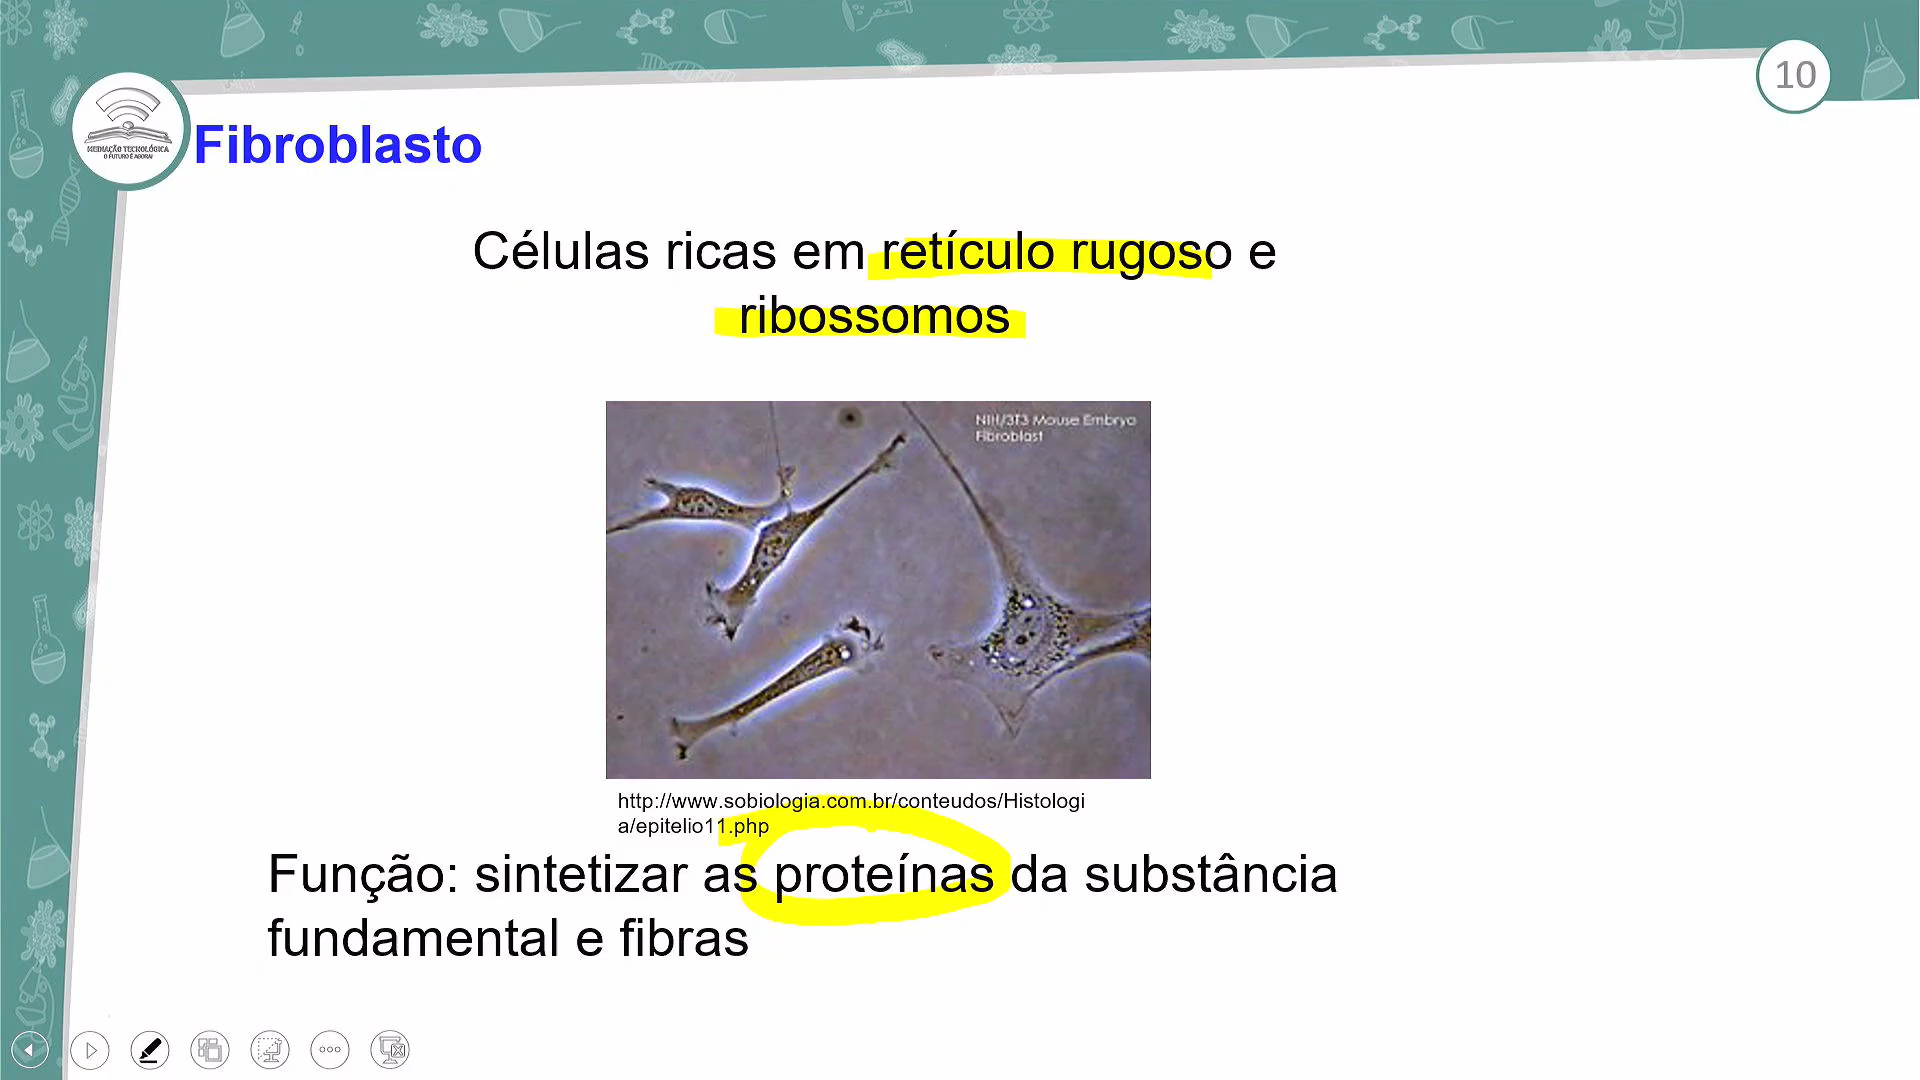 10
MEDIAÇÃO TECNOLÓGICA
O FUTURO É AGORA!
Fibroblasto
Células ricas em retículo rugoso e
ribossomos
NIH/3T3 Mouse Embryo
Fibroblast
http://www.sobiologia.com.br/conteudos/Histologi
a/epitelio11.php
Função: sintetizar as proteínas da substância
fundamental e fibras